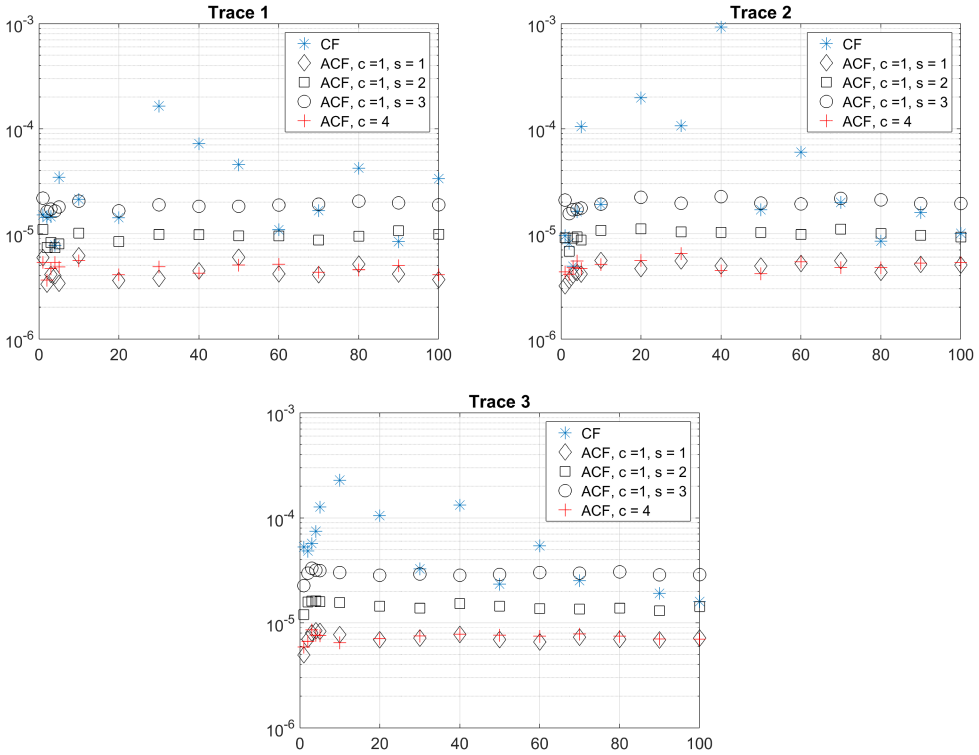 Trace 1
10^-3
10^-4
10^-5
10^-6
0 20 40 60 80 100
CF
ACF, c =1, s = 1
ACF, c =1, s = 2
ACF, c =1, s = 3
ACF, c = 4
Trace 2
10^-3
10^-4
10^-5
10^-6
0 20 40 60 80 100
CF
ACF, c =1, s = 1
ACF, c =1, s = 2
ACF, c =1, s = 3
ACF, c = 4
Trace 3
10^-3
10^-4
10^-5
10^-6
0 20 40 60 80 100
CF
ACF, c =1, s = 1
ACF, c =1, s = 2
ACF, c =1, s = 3
ACF, c = 4